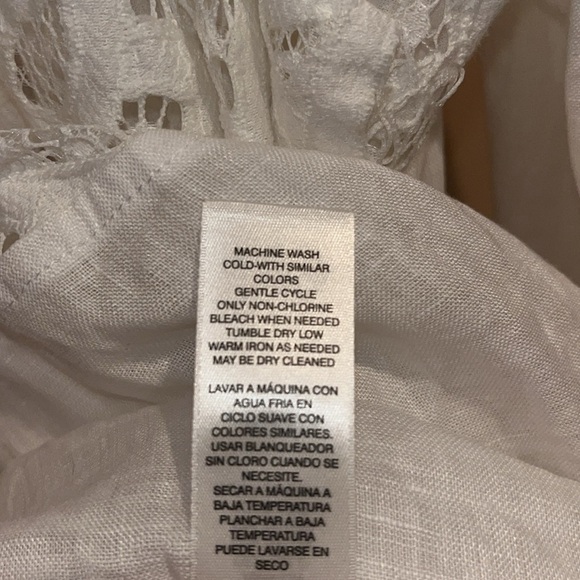 MACHINE WASH
COLD-WITH SIMILAR
COLORS
GENTLE CYCLE
ONLY NON-CHLORINE
BLEACH WHEN NEEDED
TUMBLE DRY LOW
WARM IRON AS NEEDED
MAY BE DRY CLEANED
LAVAR A MÁQUINA CON
AGUA FRIA EN
CICLO SUAVE CON
COLORES SIMILARES.
USAR BLANQUEADOR
SIN CLORO CUANDO SE
NECESITE.
SECAR A MÁQUINA A
BAJA TEMPERATURA
PLANCHAR A BAJA
TEMPERATURA
PUEDE LAVARSE EN
SECO